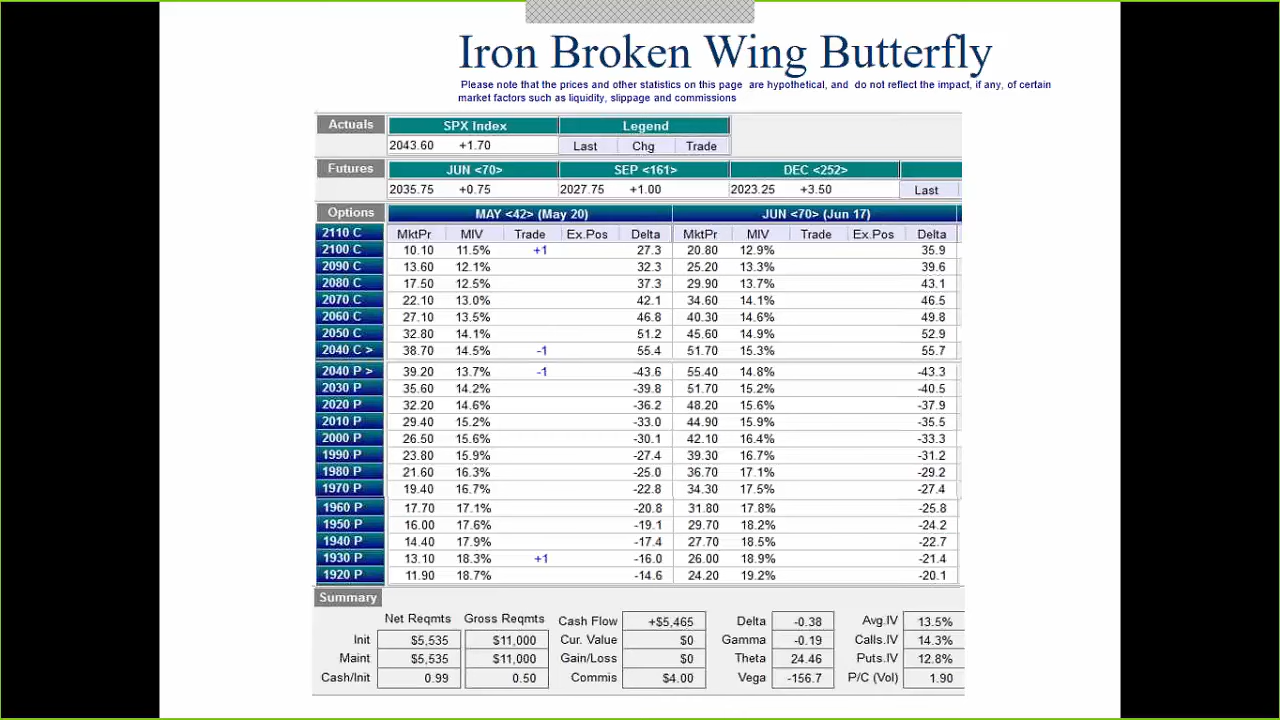 Iron Broken Wing Butterfly
Please note that the prices and other statistics on this page are hypothetical, and do not reflect the impact, if any, of certain
market factors such as liquidity, slippage and commissions
Actuals SPX Index Legend
2043.60 +1.70 Last Chg Trade
Futures JUN <70> SEP <161> DEC <252>
2035.75 +0.75 2027.75 +1.00 2023.25 +3.50 Last
Options MAY <42> (May 20) JUN <70> (Jun 17)
2110 C MktPr MIV Trade Ex.Pos Delta MktPr MIV Trade Ex.Pos Delta
2100 C 10.10 11.5% +1 27.3 20.80 12.9% 35.9
2090 C 13.60 12.1% 32.3 25.20 13.3% 39.6
2080 C 17.50 12.5% 37.3 29.90 13.7% 43.1
2070 C 22.10 13.0% 42.1 34.60 14.1% 46.5
2060 C 27.10 13.5% 46.8 40.30 14.6% 49.8
2050 C 32.80 14.1% 51.2 45.60 14.9% 52.9
2040 C > 38.70 14.5% -1 55.4 51.70 15.3% 55.7
2040 P > 39.20 13.7% -1 -43.6 55.40 14.8% -43.3
2030 P 35.60 14.2% -39.8 51.70 15.2% -40.5
2020 P 32.20 14.6% -36.2 48.20 15.6% -37.9
2010 P 29.40 15.2% -33.0 44.90 15.9% -35.5
2000 P 26.50 15.6% -30.1 42.10 16.4% -33.3
1990 P 23.80 15.9% -27.4 39.30 16.7% -31.2
1980 P 21.60 16.3% -25.0 36.70 17.1% -29.2
1970 P 19.40 16.7% -22.8 34.30 17.5% -27.4
1960 P 17.70 17.1% -20.8 31.80 17.8% -25.8
1950 P 16.00 17.6% -19.1 29.70 18.2% -24.2
1940 P 14.40 17.9% -17.4 27.70 18.5% -22.7
1930 P 13.10 18.3% +1 -16.0 26.00 18.9% -21.4
1920 P 11.90 18.7% -14.6 24.20 19.2% -20.1
Summary
Net Reqmts Gross Reqmts Cash Flow +$5,465 Delta -0.38 Avg.IV 13.5%
Init $5,535 $11,000 Cur. Value $0 Gamma -0.19 Calls.IV 14.3%
Maint $5,535 $11,000 Gain/Loss $0 Theta 24.46 Puts.IV 12.8%
Cash/Init 0.99 0.50 Commis $4.00 Vega -156.7 P/C (Vol) 1.90